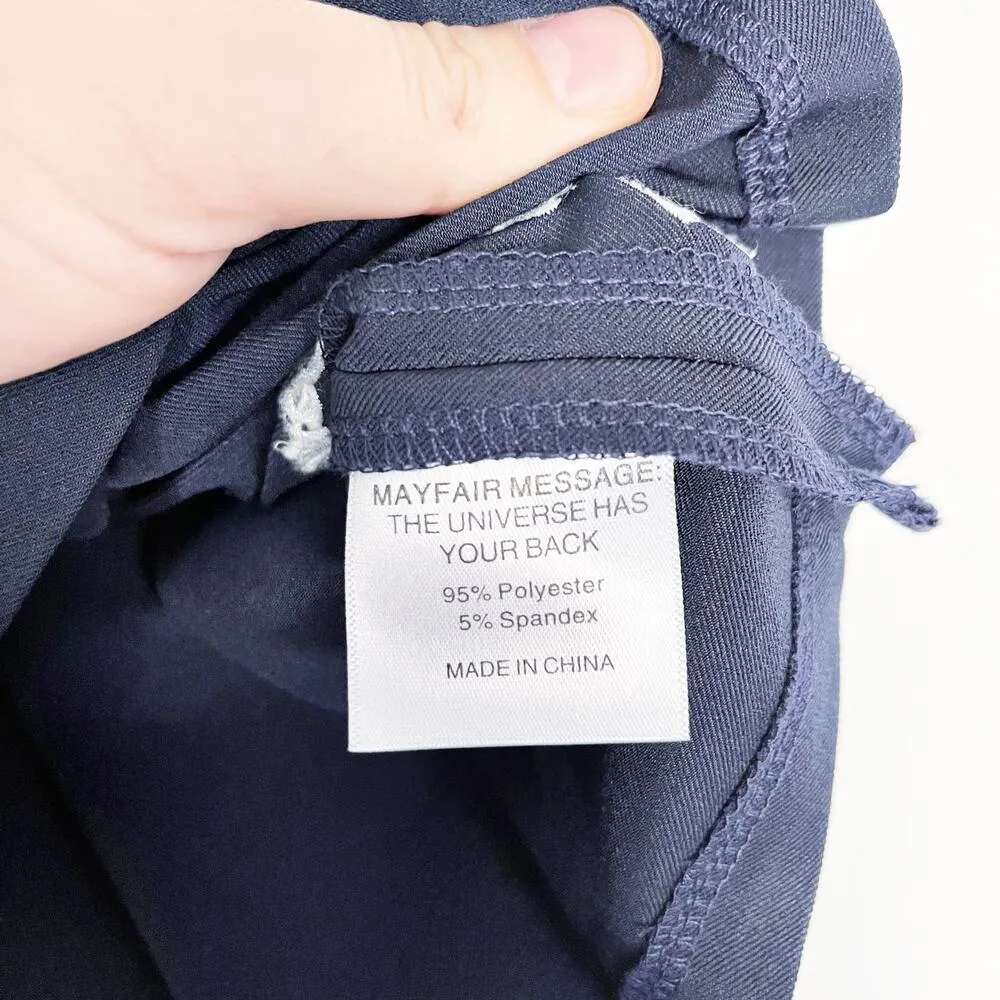 MAYFAIR MESSAGE:
THE UNIVERSE HAS
YOUR BACK
95% Polyester
5% Spandex
MADE IN CHINA